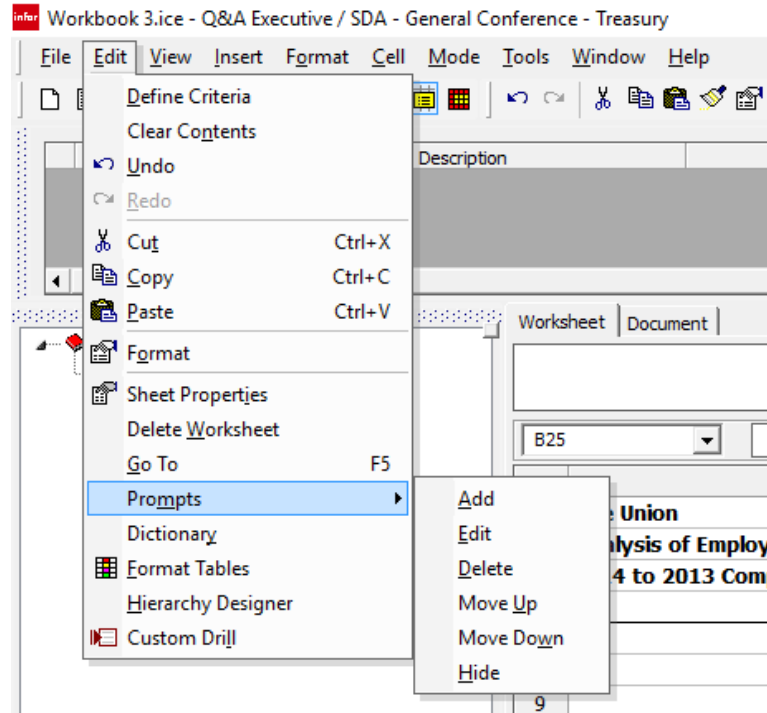 infor Workbook 3.ice - Q&A Executive / SDA - General Conference - Treasury
File Edit View Insert Format Cell Mode Tools Window Help
Define Criteria
Clear Contents
Undo
Redo
Cut Ctrl+X
Copy Ctrl+C
Paste Ctrl+V
Format
Sheet Properties
Delete Worksheet
Go To F5
Prompts
Dictionary
Format Tables
Hierarchy Designer
Custom Drill
Add
Edit
Delete
Move Up
Move Down
Hide
Description
Worksheet Document
B25
Union
of
4 to 2013
9